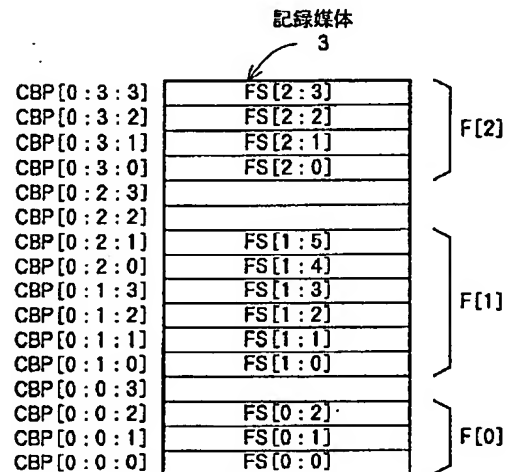 記録媒体
3
CBP[0:3:3] FS[2:3]
CBP[0:3:2] FS[2:2] F[2]
CBP[0:3:1] FS[2:1]
CBP[0:3:0] FS[2:0]
CBP[0:2:3]
CBP[0:2:2]
CBP[0:2:1] FS[1:5]
CBP[0:2:0] FS[1:4]
CBP[0:1:3] FS[1:3] F[1]
CBP[0:1:2] FS[1:2]
CBP[0:1:1] FS[1:1]
CBP[0:1:0] FS[1:0]
CBP[0:0:3]
CBP[0:0:2] FS[0:2]
CBP[0:0:1] FS[0:1] F[0]
CBP[0:0:0] FS[0:0]